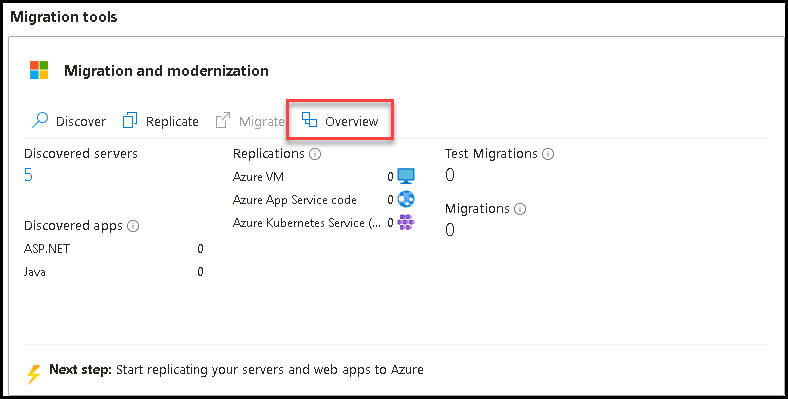 Migration tools
Migration and modernization
Discover Replicate Migrate Overview
Discovered servers
5
Discovered apps
ASP.NET 0
Java 0
Replications
Azure VM 0
Azure App Service code 0
Azure Kubernetes Service (... 0
Test Migrations
0
Migrations
0
Next step: Start replicating your servers and web apps to Azure